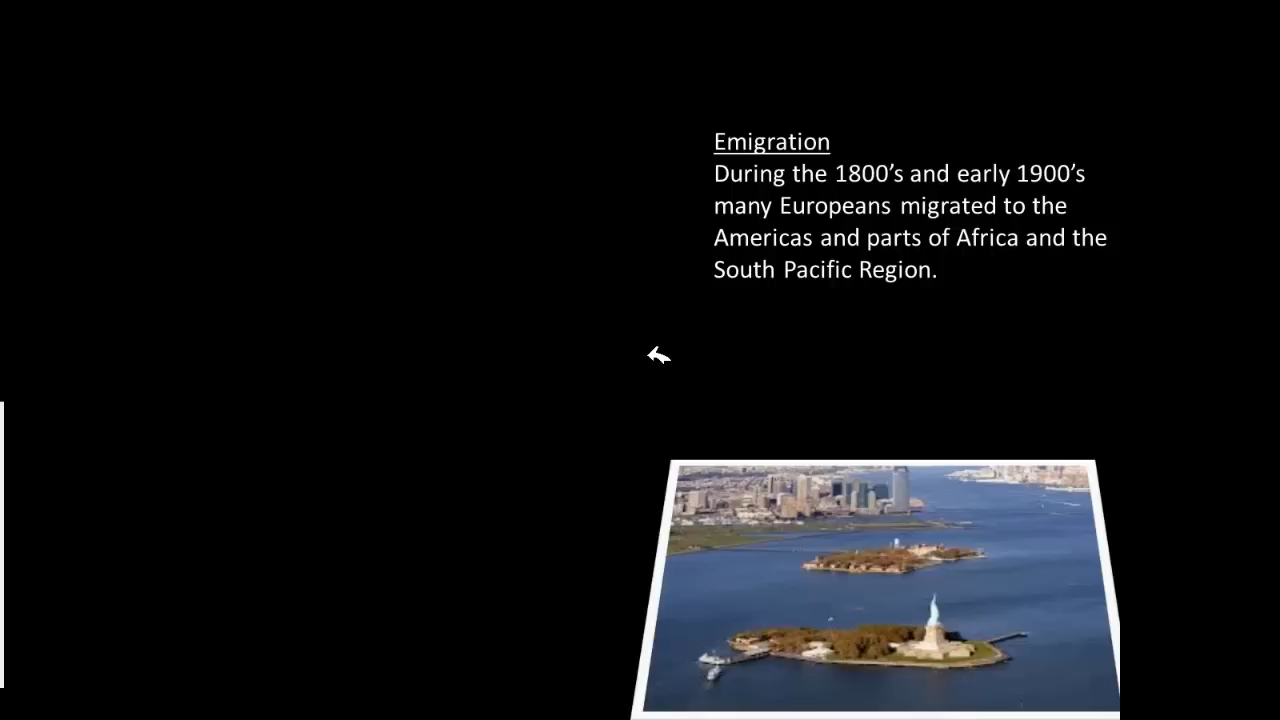 Emigration
During the 1800’s and early 1900’s
many Europeans migrated to the
Americas and parts of Africa and the
South Pacific Region.